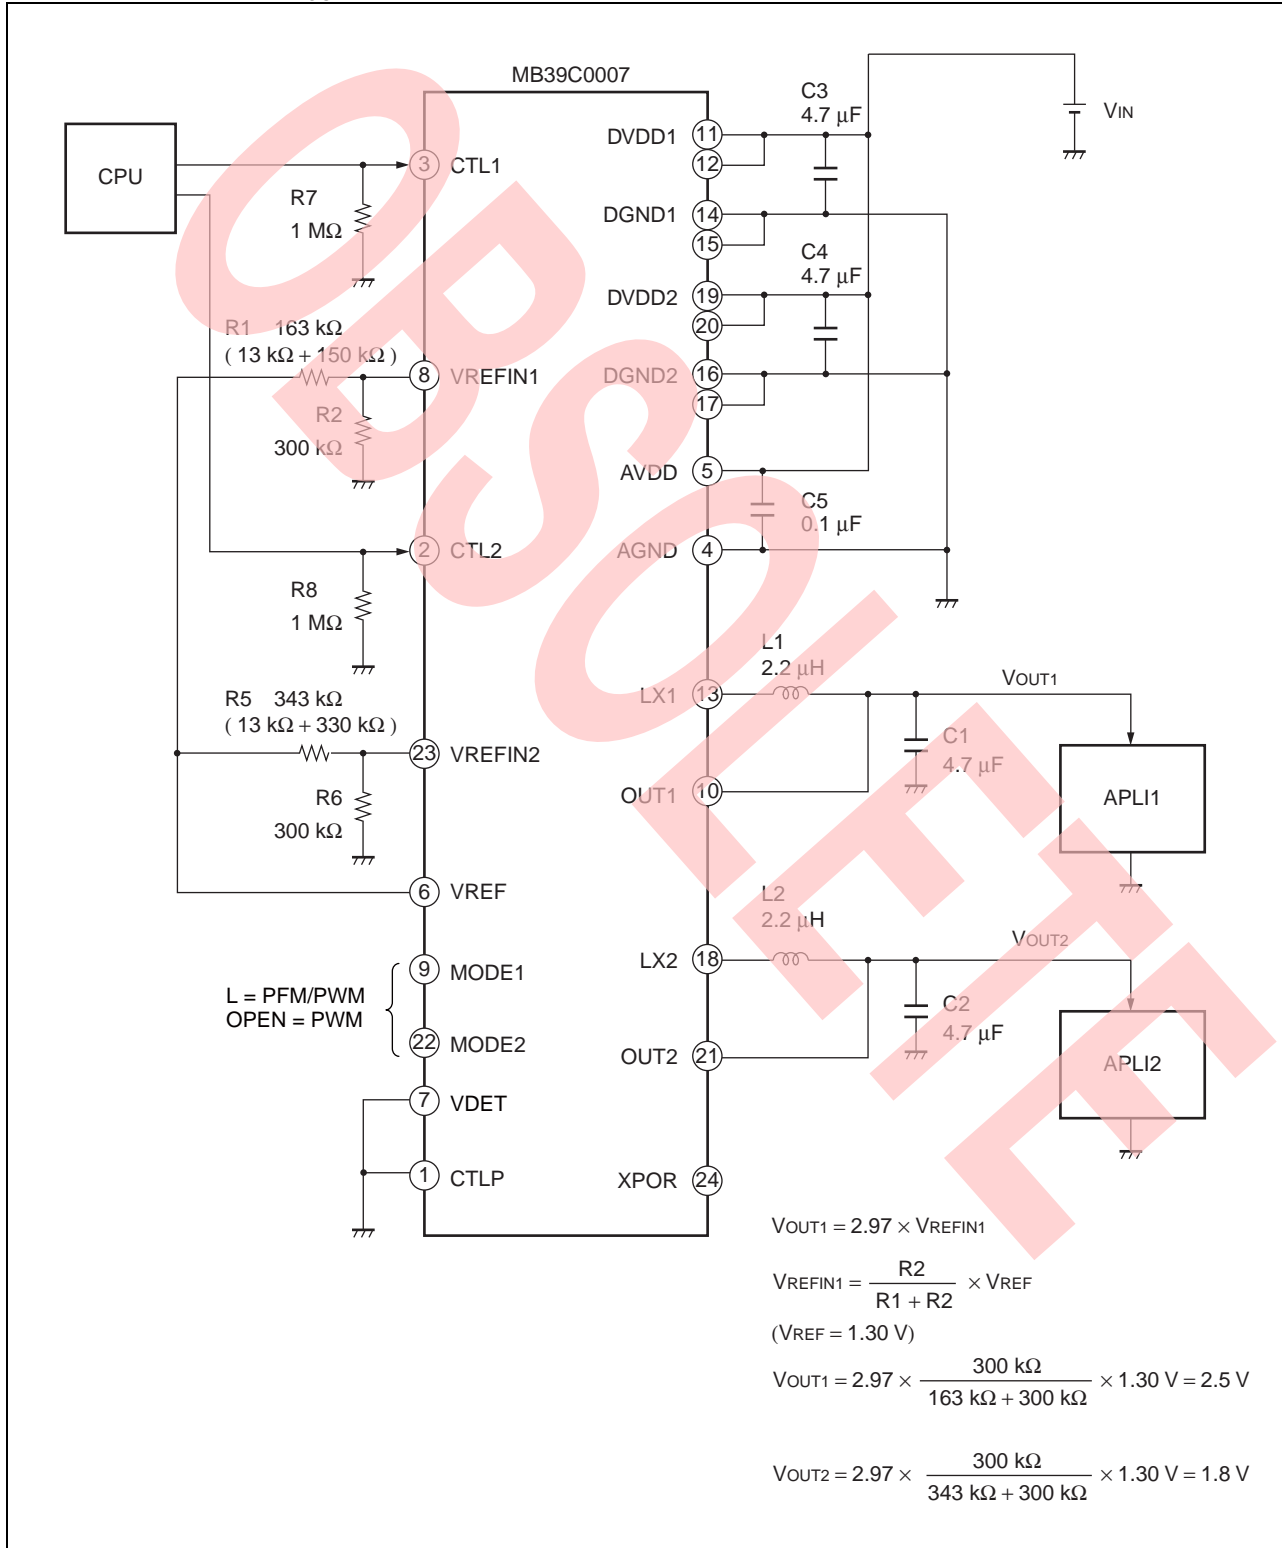 MB39C0007
CPU
3 CTL1
R7
1 MΩ
R1 163 kΩ
( 13 kΩ + 150 kΩ )
8 VREFIN1
R2
300 kΩ
2 CTL2
R8
1 MΩ
R5 343 kΩ
( 13 kΩ + 330 kΩ )
23 VREFIN2
R6
300 kΩ
6 VREF
9 MODE1
L = PFM/PWM
OPEN = PWM
22 MODE2
7 VDET
1 CTLP
DVDD1 11
12
C3
4.7 μF
DGND1 14
15
C4
4.7 μF
DVDD2 19
20
DGND2 16
17
AVDD 5
C5
0.1 μF
AGND 4
VIN
L1
2.2 μH
LX1 13
VOUT1
C1
4.7 μF
OUT1 10
APLI1
L2
2.2 μH
LX2 18
VOUT2
C2
4.7 μF
OUT2 21
APLI2
XPOR 24
OBSOLETE
VOUT1 = 2.97 × VREFIN1
VREFIN1 = R2 / R1 + R2 × VREF
(VREF = 1.30 V)
VOUT1 = 2.97 × 300 kΩ / 163 kΩ + 300 kΩ × 1.30 V = 2.5 V
VOUT2 = 2.97 × 300 kΩ / 343 kΩ + 300 kΩ × 1.30 V = 1.8 V